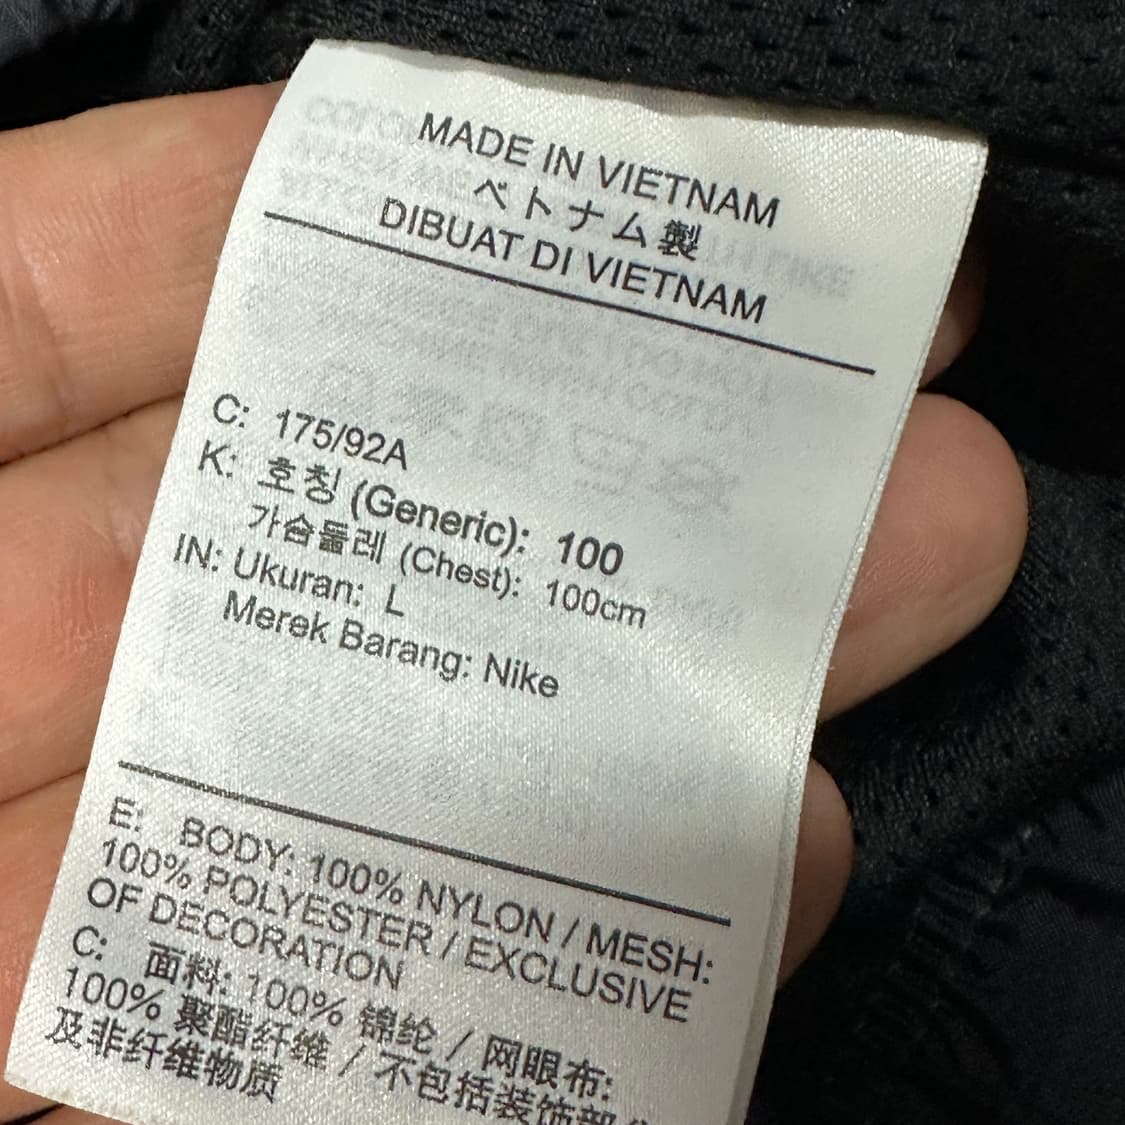 MADE IN VIETNAM
ベトナム製
DIBUAT DI VIETNAM
C: 175/92A
K: 호칭 (Generic): 100
가슴둘레 (Chest): 100cm
IN: Ukuran: L
Merek Barang: Nike
E: BODY: 100% NYLON / MESH:
100% POLYESTER / EXCLUSIVE
OF DECORATION
C: 面料: 100% 锦纶 / 网眼布:
100% 聚酯纤维 / 不包括装饰部
及非纤维物质